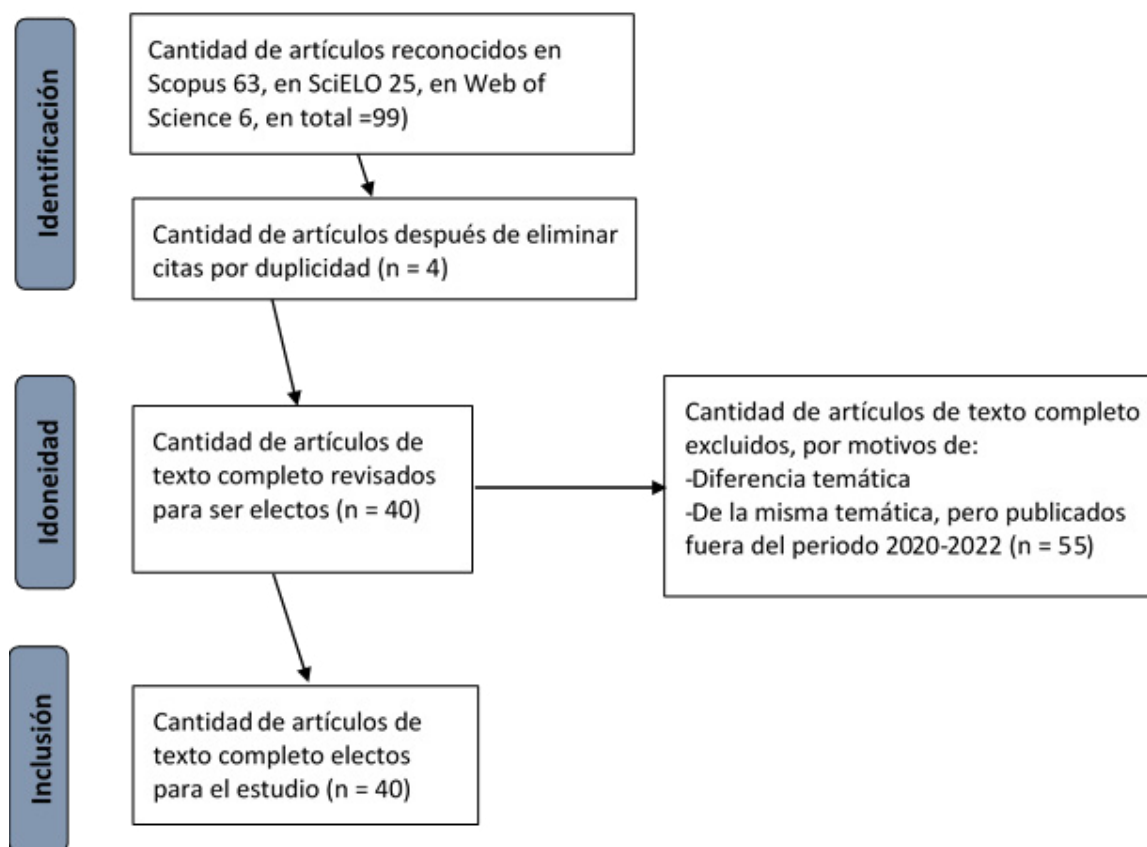 Identificación
Cantidad de artículos reconocidos en
Scopus 63, en SciELO 25, en Web of
Science 6, en total =99)
Cantidad de artículos después de eliminar
citas por duplicidad (n = 4)
Idoneidad
Cantidad de artículos de
texto completo revisados
para ser electos (n = 40)
Cantidad de artículos de texto completo
excluidos, por motivos de:
-Diferencia temática
-De la misma temática, pero publicados
fuera del periodo 2020-2022 (n = 55)
Inclusión
Cantidad de artículos de
texto completo electos
para el estudio (n = 40)